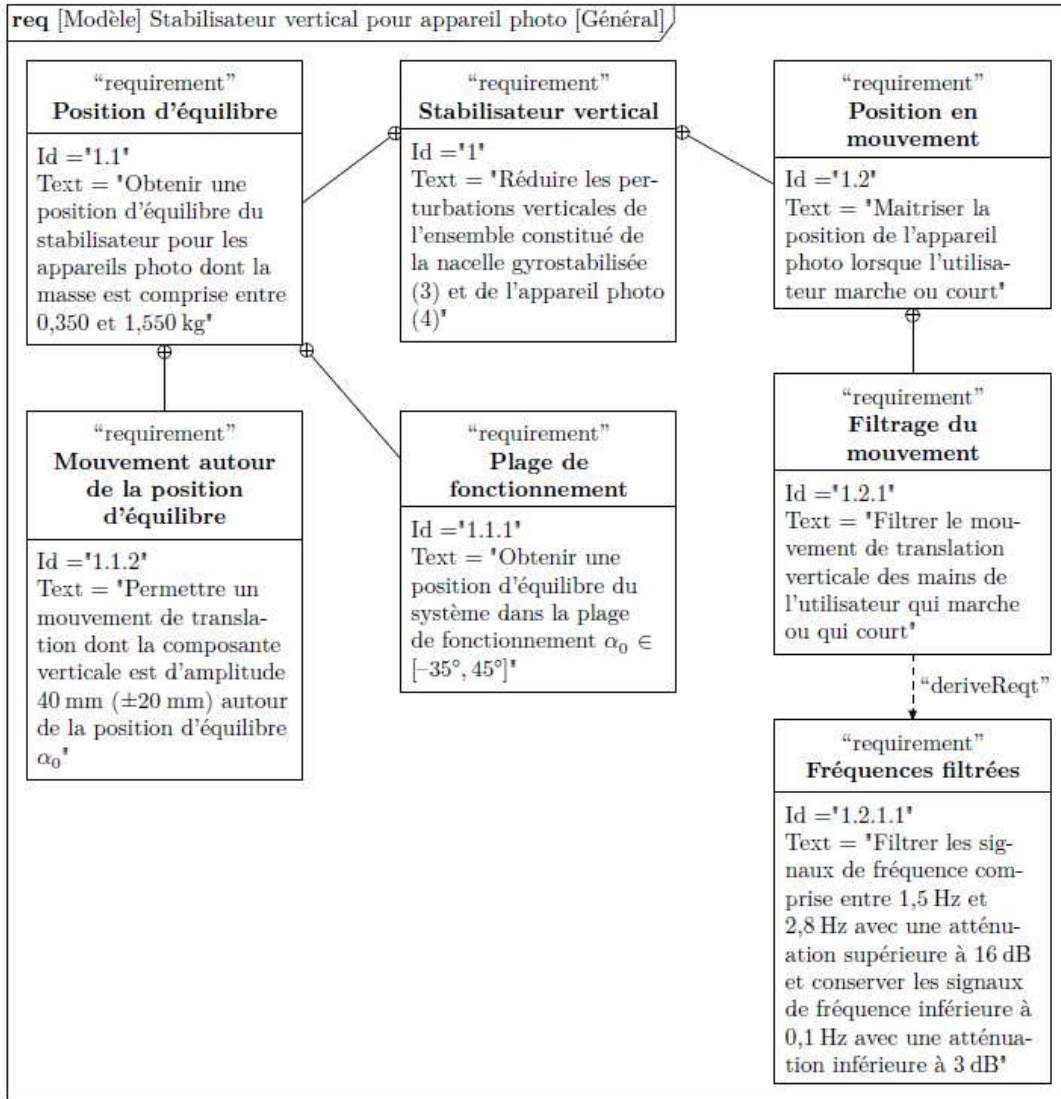 req [Modèle] Stabilisateur vertical pour appareil photo [Général]
“requirement”
Position d'équilibre
Id ="1.1"
Text = "Obtenir une
position d'équilibre du
stabilisateur pour les
appareils photo dont la
masse est comprise entre
0,350 et 1,550 kg"
“requirement”
Stabilisateur vertical
Id ="1"
Text = "Réduire les per-
turbations verticales de
l'ensemble constitué de
la nacelle gyrostabilisée
(3) et de l'appareil photo
(4)"
“requirement”
Position en
mouvement
Id ="1.2"
Text = "Maitriser la
position de l'appareil
photo lorsque l'utilisa-
teur marche ou court"
“requirement”
Mouvement autour
de la position
d'équilibre
Id ="1.1.2"
Text = "Permettre un
mouvement de transla-
tion dont la composante
verticale est d'amplitude
40 mm (±20 mm) autour
de la position d'équilibre
α₀"
“requirement”
Plage de
fonctionnement
Id ="1.1.1"
Text = "Obtenir une
position d'équilibre du
système dans la plage
de fonctionnement α₀ ∈
[–35°, 45°]"
“requirement”
Filtrage du
mouvement
Id ="1.2.1"
Text = "Filtrer le mou-
vement de translation
verticale des mains de
l'utilisateur qui marche
ou qui court"
“deriveReqt”
“requirement”
Fréquences filtrées
Id ="1.2.1.1"
Text = "Filtrer les sig-
naux de fréquence com-
prise entre 1,5 Hz et
2,8 Hz avec une atténu-
ation supérieure à 16 dB
et conserver les signaux
de fréquence inférieure à
0,1 Hz avec une atténua-
tion inférieure à 3 dB"